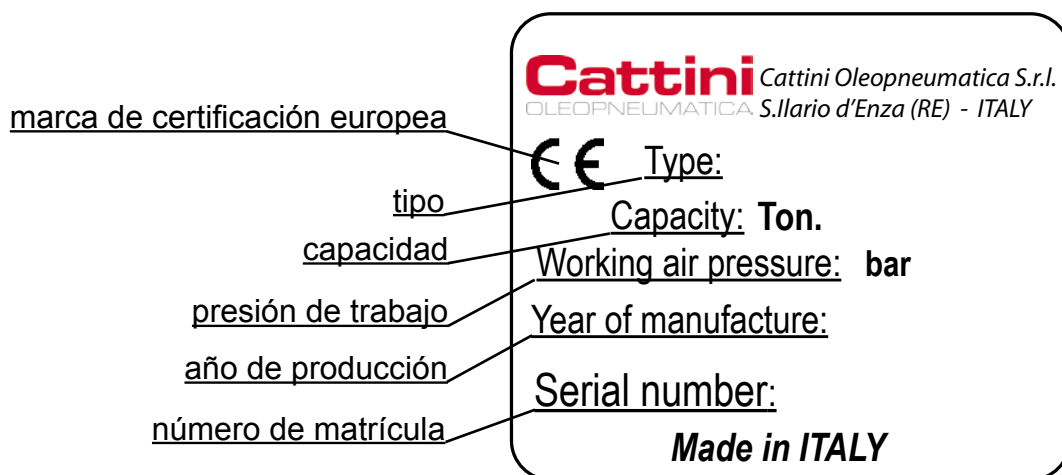 Cattini Cattini Oleopneumatica S.r.l.
OLEOPNEUMATICA S.Ilario d'Enza (RE) - ITALY
marca de certificación europea
CE Type:
tipo
Capacity: Ton.
capacidad
Working air pressure: bar
presión de trabajo
Year of manufacture:
año de producción
Serial number:
número de matrícula
Made in ITALY